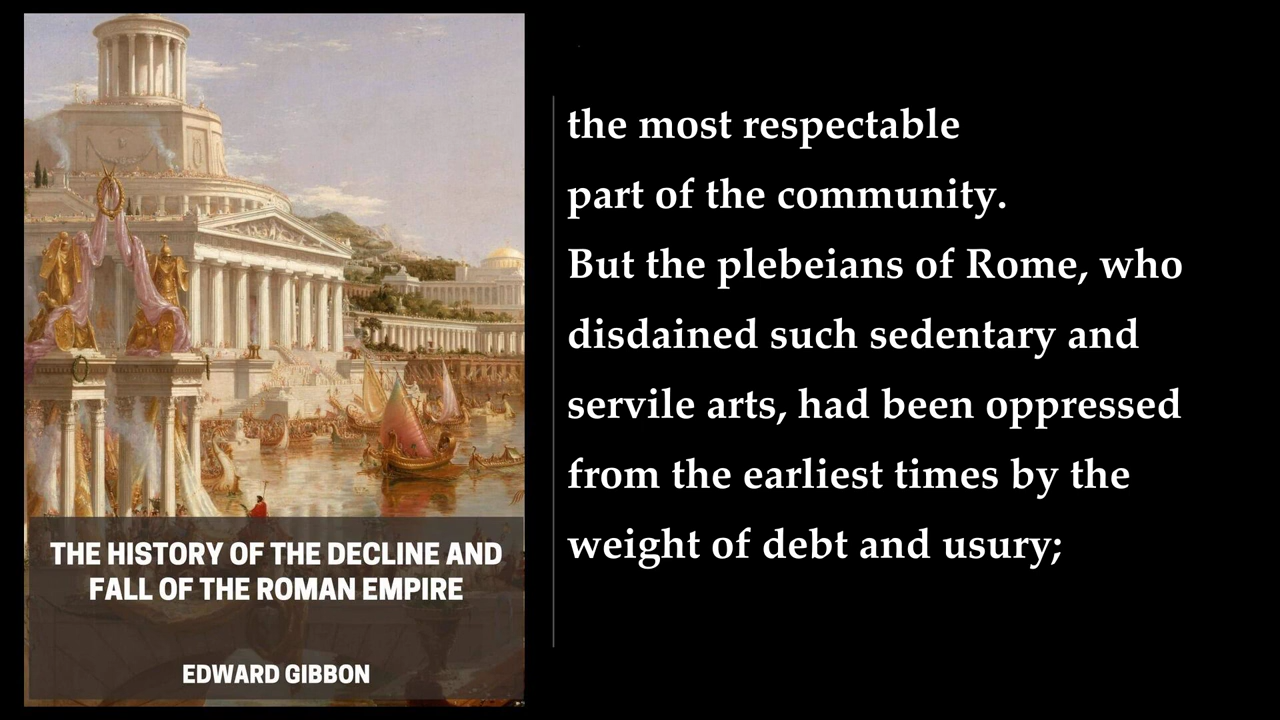 THE HISTORY OF THE DECLINE AND
FALL OF THE ROMAN EMPIRE
EDWARD GIBBON
the most respectable
part of the community.
But the plebeians of Rome, who
disdained such sedentary and
servile arts, had been oppressed
from the earliest times by the
weight of debt and usury;